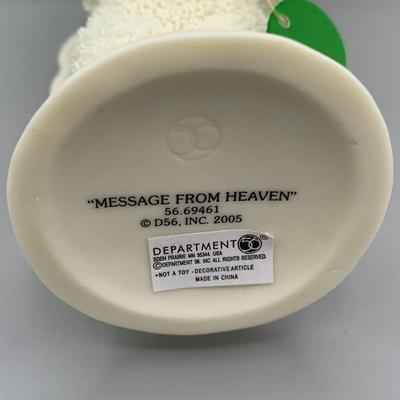 56
"MESSAGE FROM HEAVEN"
56.69461
© D56, INC. 2005
DEPARTMENT 56
EDEN PRAIRIE MN 55344. USA
©DEPARTMENT 56. INC ALL RIGHTS RESERVED.
*NOT A TOY - DECORATIVE ARTICLE
MADE IN CHINA